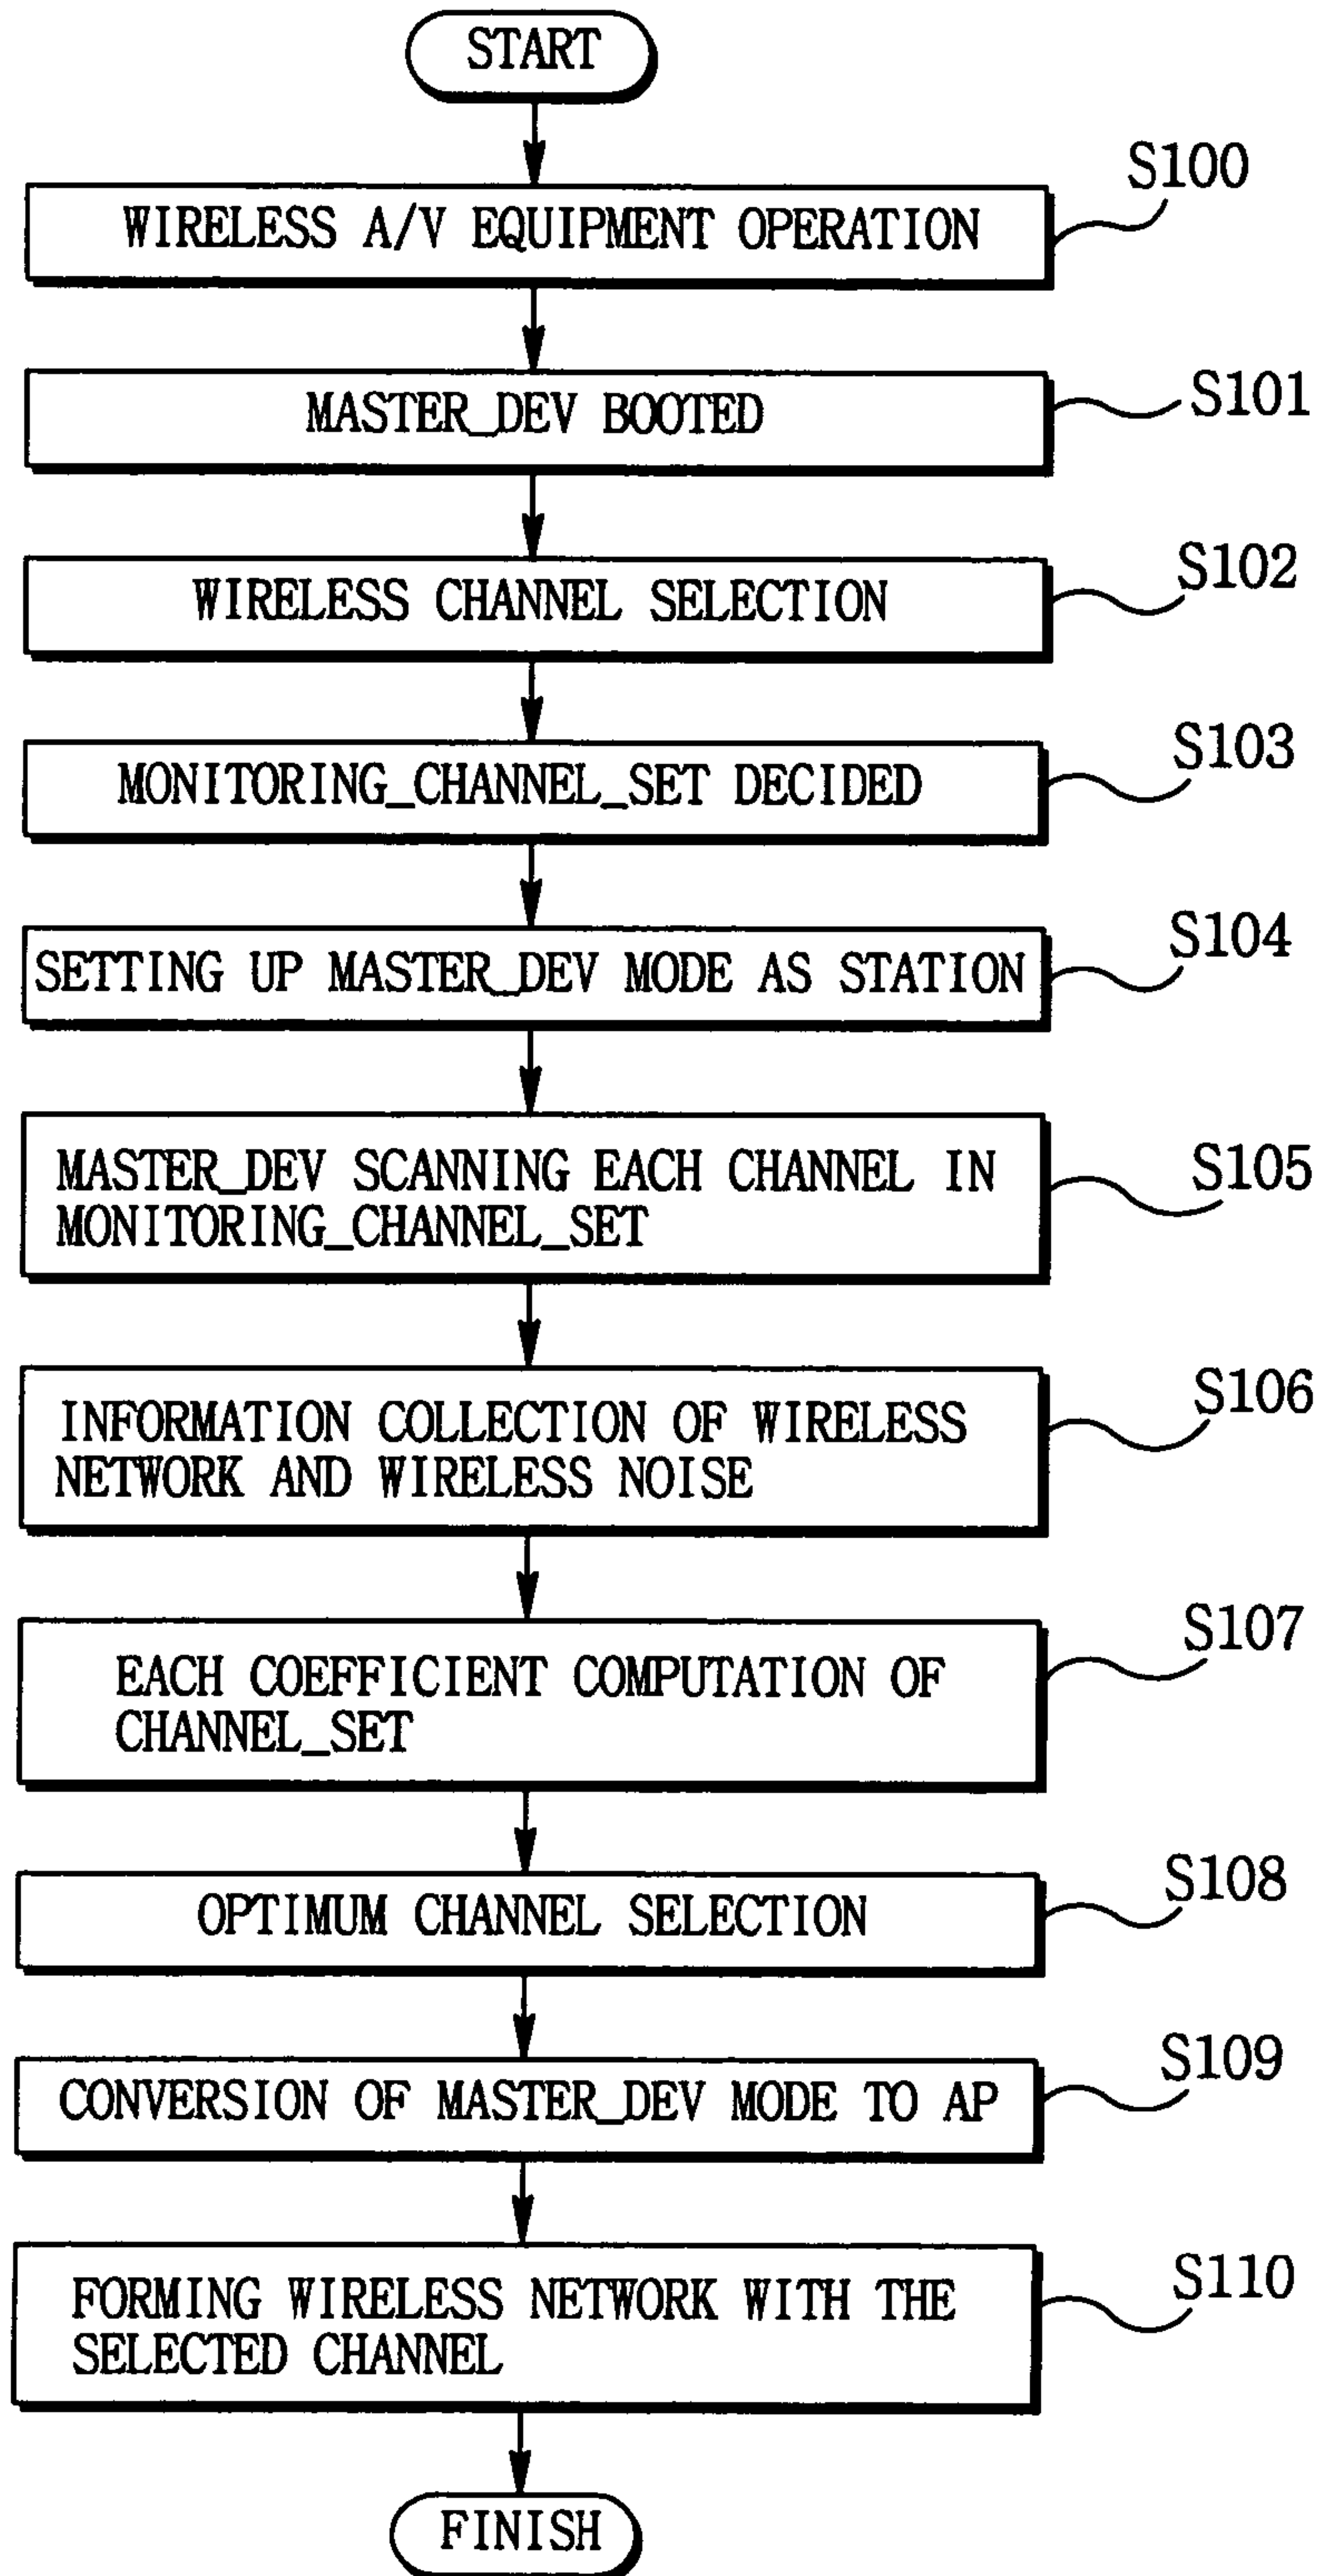 START
S100
WIRELESS A/V EQUIPMENT OPERATION
S101
MASTER_DEV BOOTED
S102
WIRELESS CHANNEL SELECTION
S103
MONITORING_CHANNEL_SET DECIDED
S104
SETTING UP MASTER_DEV MODE AS STATION
S105
MASTER_DEV SCANNING EACH CHANNEL IN
MONITORING_CHANNEL_SET
S106
INFORMATION COLLECTION OF WIRELESS
NETWORK AND WIRELESS NOISE
S107
EACH COEFFICIENT COMPUTATION OF
CHANNEL_SET
S108
OPTIMUM CHANNEL SELECTION
S109
CONVERSION OF MASTER_DEV MODE TO AP
S110
FORMING WIRELESS NETWORK WITH THE
SELECTED CHANNEL
FINISH